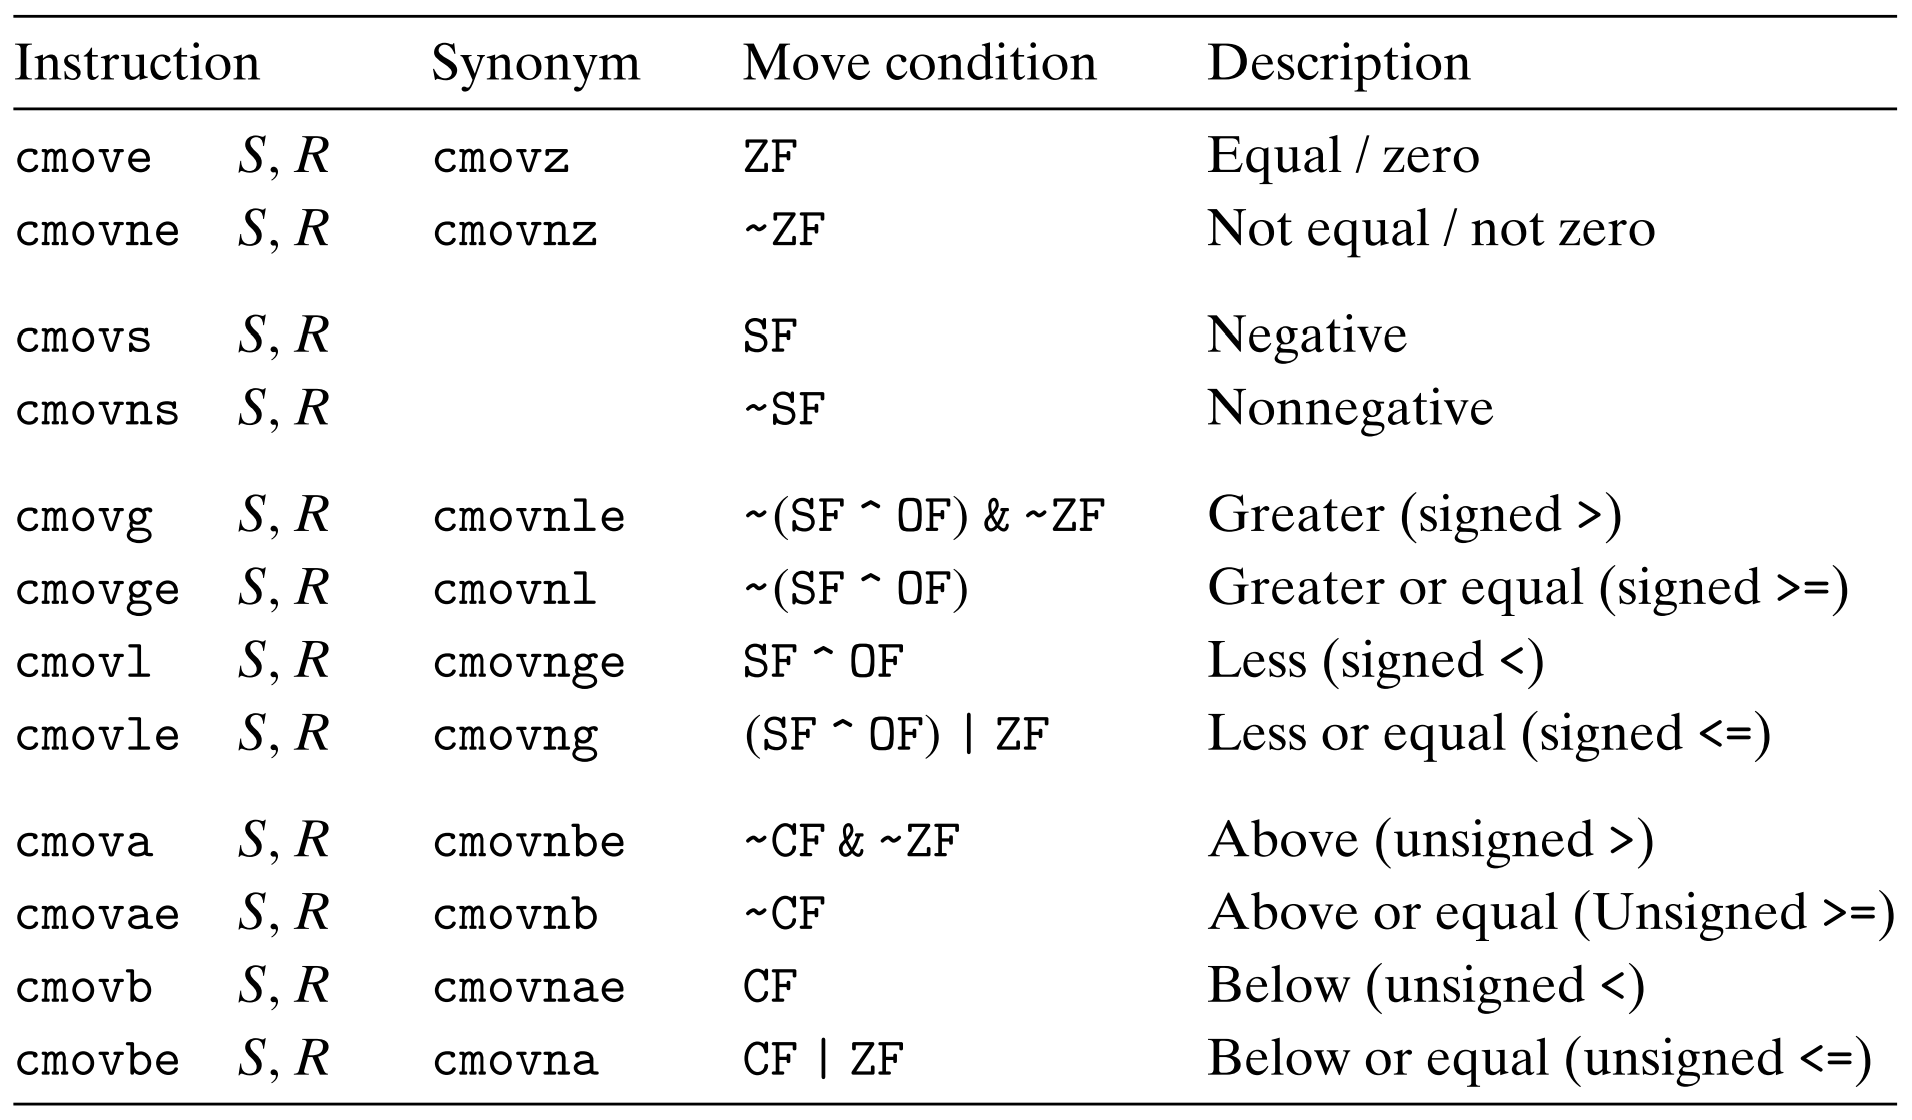 Instruction Synonym Move condition Description
cmove S, R cmovz ZF Equal / zero
cmovne S, R cmovnz ~ZF Not equal / not zero
cmovs S, R SF Negative
cmovns S, R ~SF Nonnegative
cmovg S, R cmovnle ~(SF ^ OF) & ~ZF Greater (signed >)
cmovge S, R cmovnl ~(SF ^ OF) Greater or equal (signed >=)
cmovl S, R cmovnge SF ^ OF Less (signed <)
cmovle S, R cmovng (SF ^ OF) | ZF Less or equal (signed <=)
cmova S, R cmovnbe ~CF & ~ZF Above (unsigned >)
cmovae S, R cmovnb ~CF Above or equal (Unsigned >=)
cmovb S, R cmovnae CF Below (unsigned <)
cmovbe S, R cmovna CF | ZF Below or equal (unsigned <=)